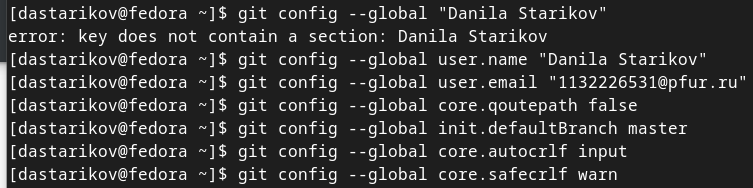 [dastarikov@fedora ~]$ git config --global "Danila Starikov"
error: key does not contain a section: Danila Starikov
[dastarikov@fedora ~]$ git config --global user.name "Danila Starikov"
[dastarikov@fedora ~]$ git config --global user.email "1132226531@pfur.ru"
[dastarikov@fedora ~]$ git config --global core.qoutepath false
[dastarikov@fedora ~]$ git config --global init.defaultBranch master
[dastarikov@fedora ~]$ git config --global core.autocrlf input
[dastarikov@fedora ~]$ git config --global core.safecrlf warn